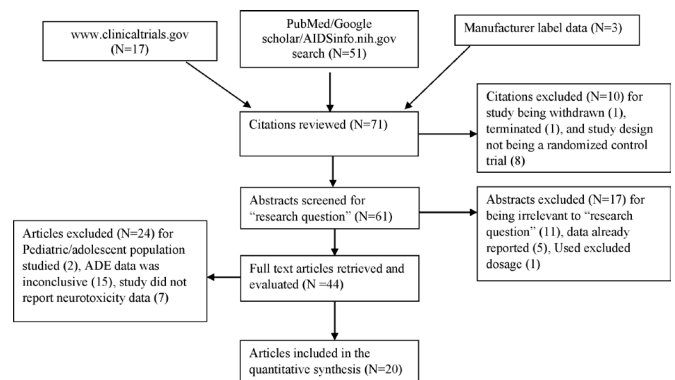 www.clinicaltrials.gov
(N=17)
PubMed/Google
scholar/AIDSinfo.nih.gov
search (N=51)
Manufacturer label data (N=3)
Citations reviewed (N=71)
Citations excluded (N=10) for
study being withdrawn (1),
terminated (1), and study design
not being a randomized control
trial (8)
Abstracts screened for
“research question” (N=61)
Abstracts excluded (N=17) for
being irrelevant to “research
question” (11), data already
reported (5), Used excluded
dosage (1)
Articles excluded (N=24) for
Pediatric/adolescent population
studied (2), ADE data was
inconclusive (15), study did not
report neurotoxicity data (7)
Full text articles retrieved and
evaluated (N =44)
Articles included in the
quantitative synthesis (N=20)